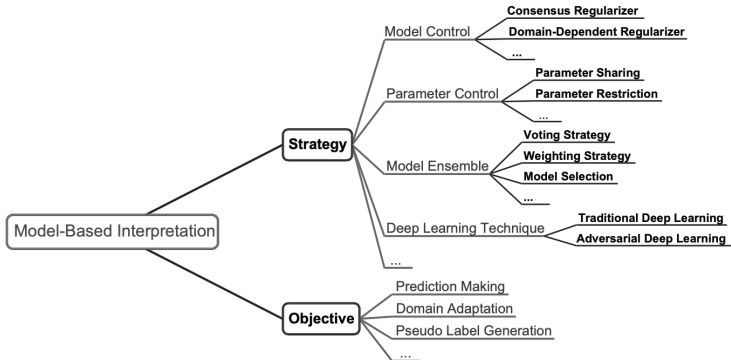 Consensus Regularizer
Model Control
Domain-Dependent Regularizer
...
Parameter Sharing
Parameter Control
Parameter Restriction
...
Voting Strategy
Strategy
Weighting Strategy
Model Ensemble
Model Selection
...
Traditional Deep Learning
Deep Learning Technique
Adversarial Deep Learning
Model-Based Interpretation
...
Prediction Making
Domain Adaptation
Objective
Pseudo Label Generation
...